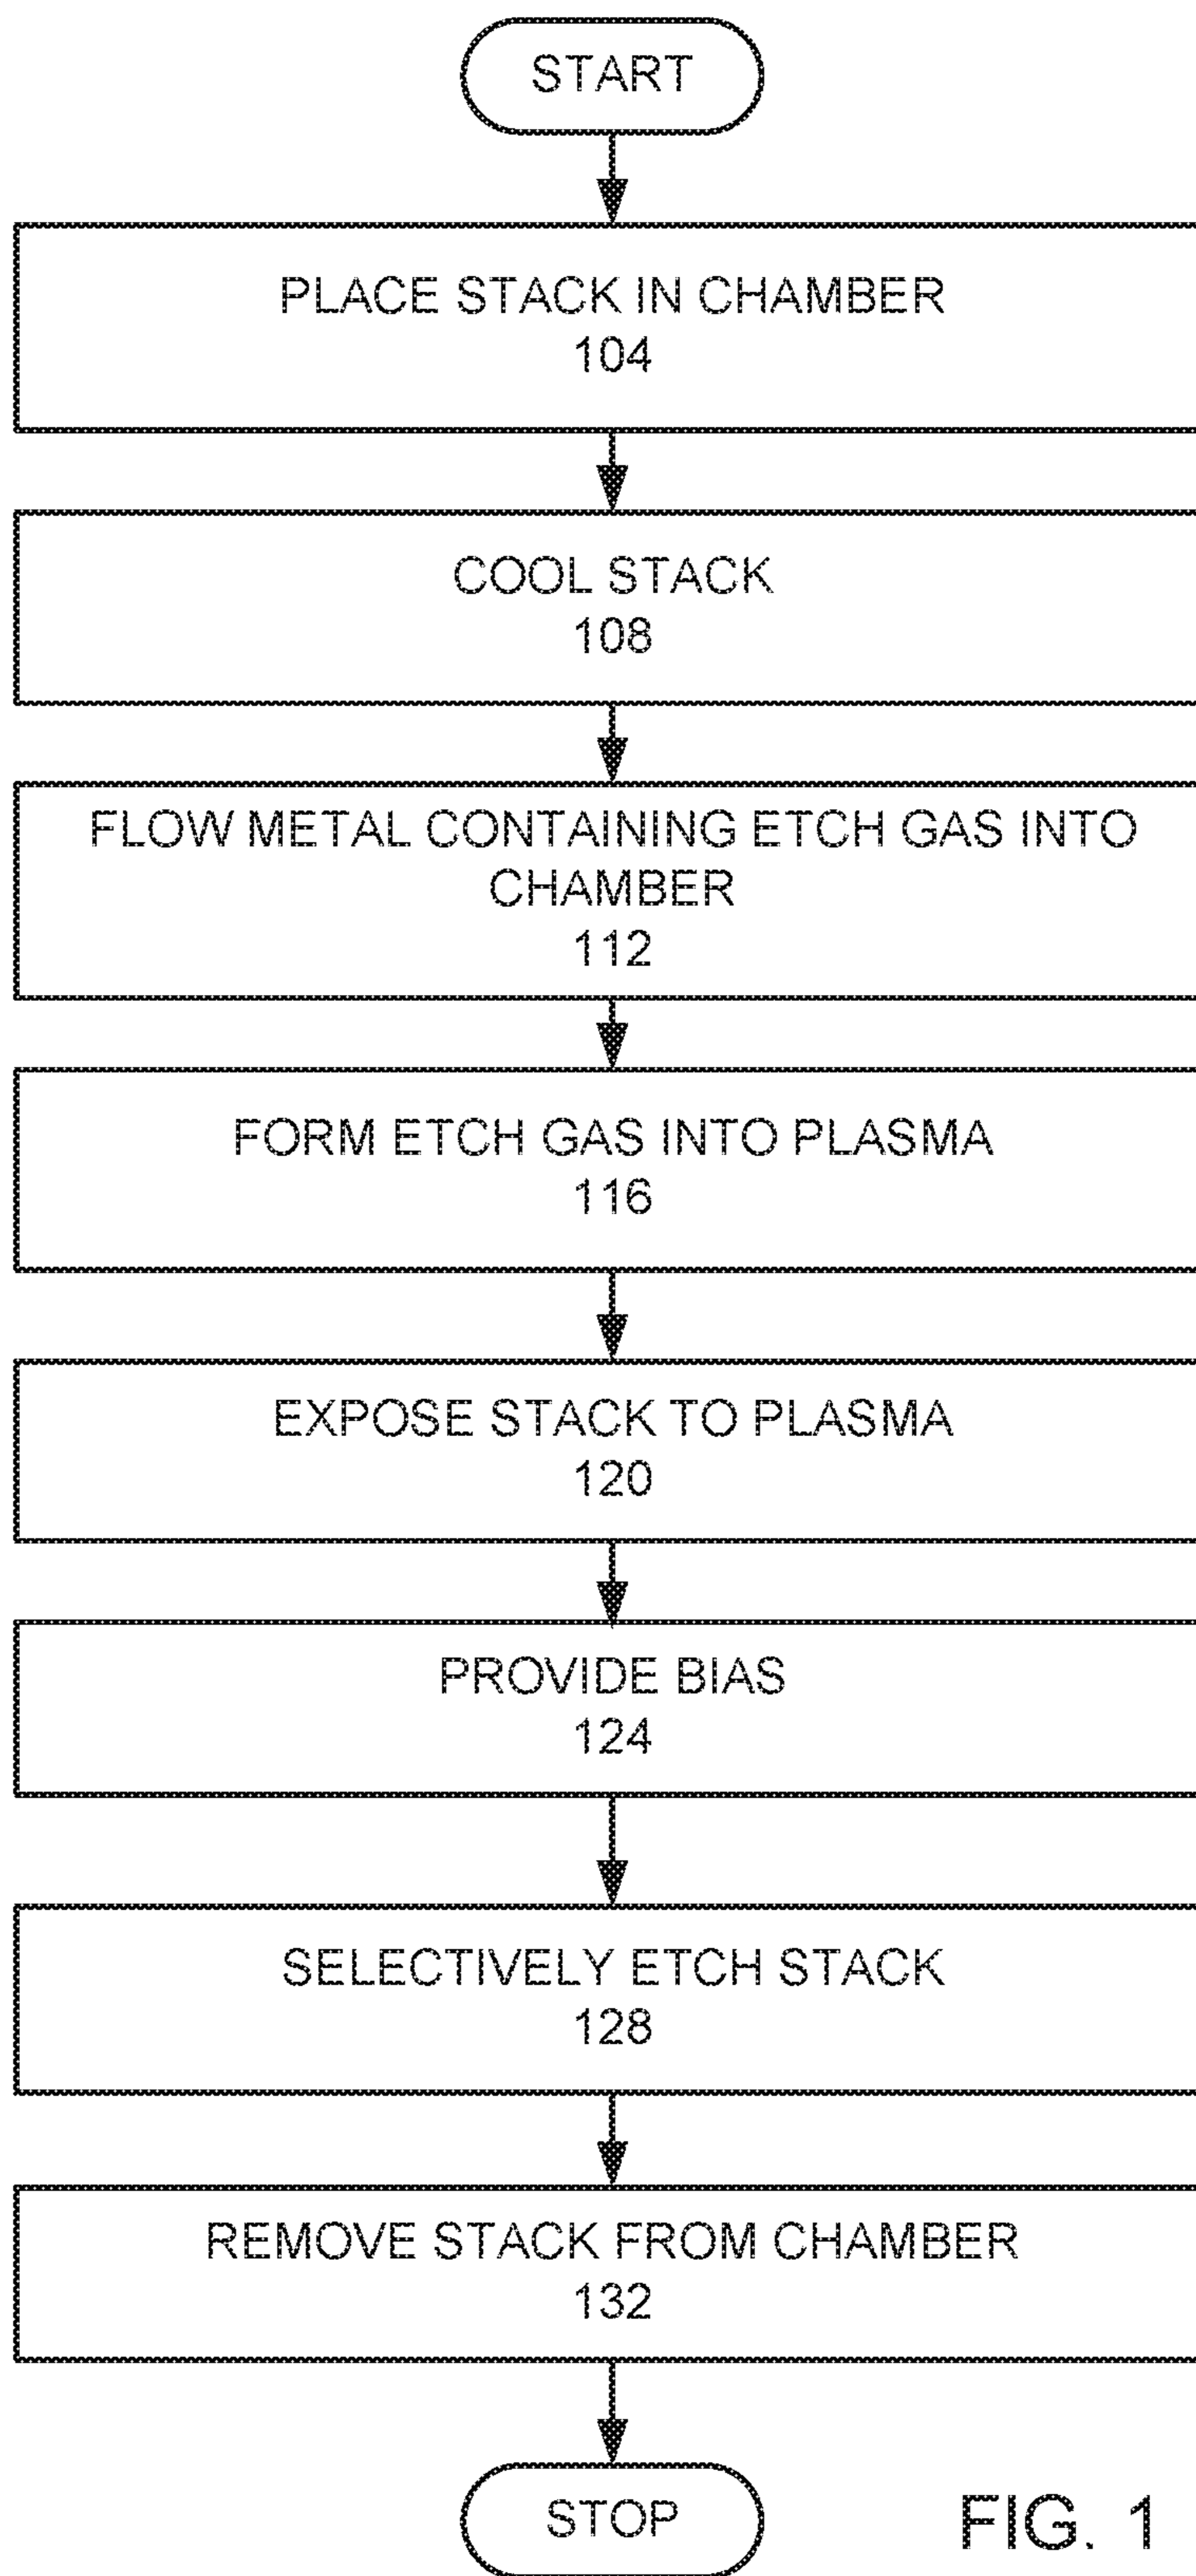 START
PLACE STACK IN CHAMBER
104
COOL STACK
108
FLOW METAL CONTAINING ETCH GAS INTO
CHAMBER
112
FORM ETCH GAS INTO PLASMA
116
EXPOSE STACK TO PLASMA
120
PROVIDE BIAS
124
SELECTIVELY ETCH STACK
128
REMOVE STACK FROM CHAMBER
132
STOP
FIG. 1